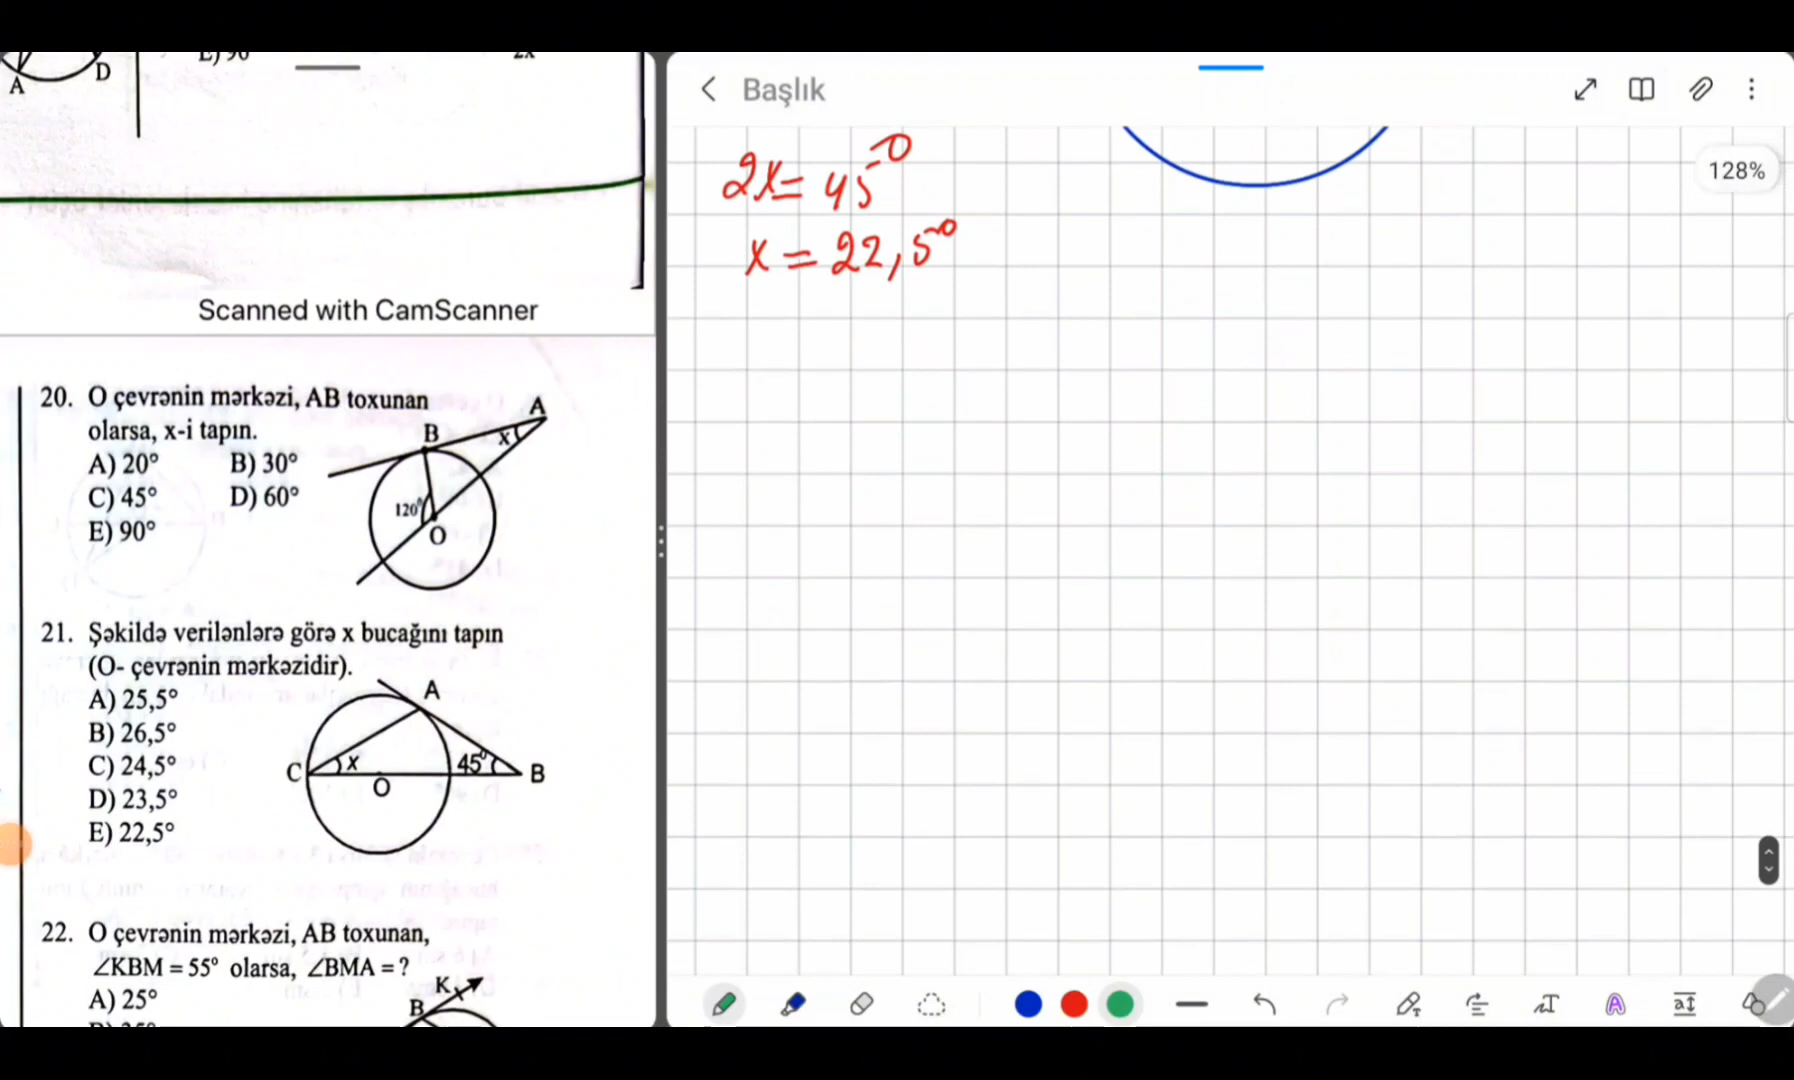 A
D
Scanned with CamScanner
20. O çevrənin mərkəzi, AB toxunan
olarsa, x-i tapın.
A) 20° B) 30°
C) 45° D) 60°
E) 90°
A
B
x
120°
O
21. Şəkildə verilənlərə görə x bucağını tapın
(O- çevrənin mərkəzidir).
A) 25,5°
B) 26,5°
C) 24,5°
D) 23,5°
E) 22,5°
A
C
x
O
45°
B
22. O çevrənin mərkəzi, AB toxunan,
∠KBM = 55° olarsa, ∠BMA = ?
A) 25°
K
B
Başlık
128%
2x = 45°
x = 22,5°